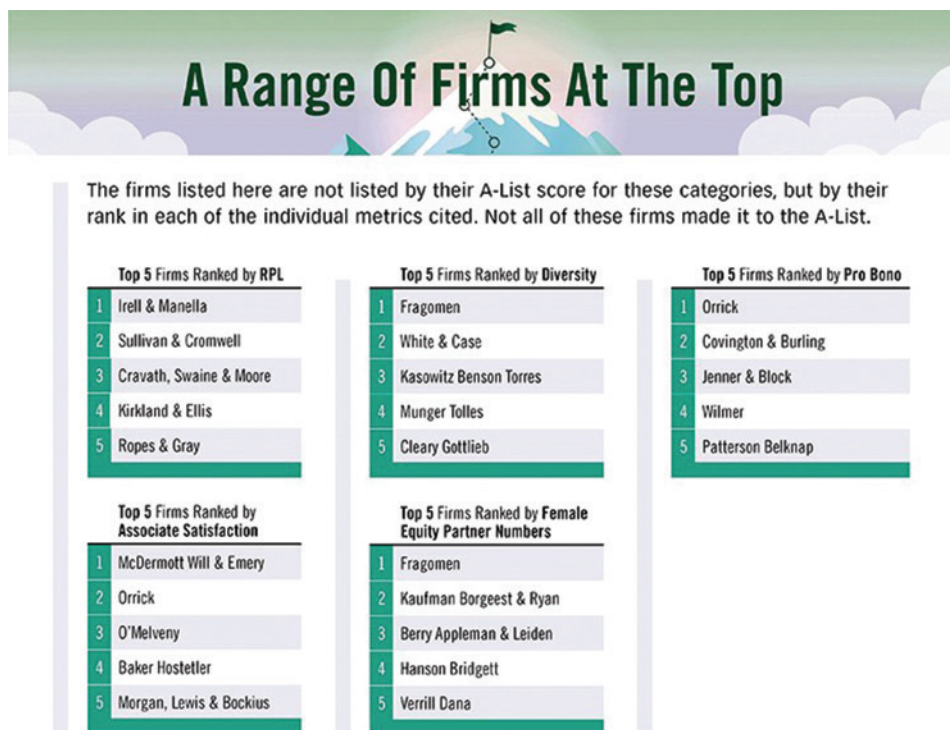 A Range Of Firms At The Top
The firms listed here are not listed by their A-List score for these categories, but by their
rank in each of the individual metrics cited. Not all of these firms made it to the A-List.
Top 5 Firms Ranked by RPL
1 Irell & Manella
2 Sullivan & Cromwell
3 Cravath, Swaine & Moore
4 Kirkland & Ellis
5 Ropes & Gray
Top 5 Firms Ranked by Diversity
1 Fragomen
2 White & Case
3 Kasowitz Benson Torres
4 Munger Tolles
5 Cleary Gottlieb
Top 5 Firms Ranked by Pro Bono
1 Orrick
2 Covington & Burling
3 Jenner & Block
4 Wilmer
5 Patterson Belknap
Top 5 Firms Ranked by
Associate Satisfaction
1 McDermott Will & Emery
2 Orrick
3 O'Melveny
4 Baker Hostetler
5 Morgan, Lewis & Bockius
Top 5 Firms Ranked by Female
Equity Partner Numbers
1 Fragomen
2 Kaufman Borgeest & Ryan
3 Berry Appleman & Leiden
4 Hanson Bridgett
5 Verrill Dana